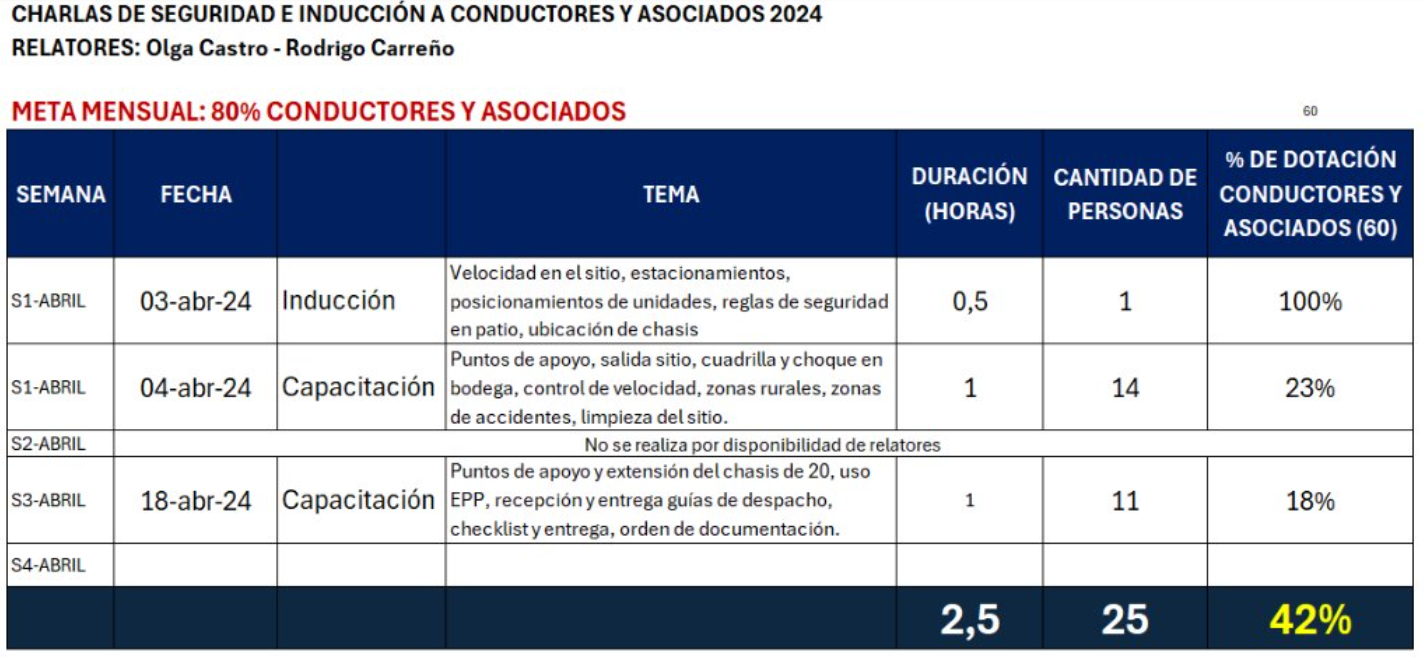 CHARLAS DE SEGURIDAD E INDUCCIÓN A CONDUCTORES Y ASOCIADOS 2024
RELATORES: Olga Castro - Rodrigo Carreño
META MENSUAL: 80% CONDUCTORES Y ASOCIADOS
60
SEMANA
FECHA
TEMA
DURACIÓN
(HORAS)
CANTIDAD DE
PERSONAS
% DE DOTACIÓN
CONDUCTORES Y
ASOCIADOS (60)
S1-ABRIL
03-abr-24
Inducción
Velocidad en el sitio, estacionamientos,
posicionamientos de unidades, reglas de seguridad
en patio, ubicación de chasis
0,5
1
100%
S1-ABRIL
04-abr-24
Capacitación
Puntos de apoyo, salida sitio, cuadrilla y choque en
bodega, control de velocidad, zonas rurales, zonas
de accidentes, limpieza del sitio.
1
14
23%
S2-ABRIL
No se realiza por disponibilidad de relatores
S3-ABRIL
18-abr-24
Capacitación
Puntos de apoyo y extensión del chasis de 20, uso
EPP, recepción y entrega guías de despacho,
checklist y entrega, orden de documentación.
1
11
18%
S4-ABRIL
2,5
25
42%